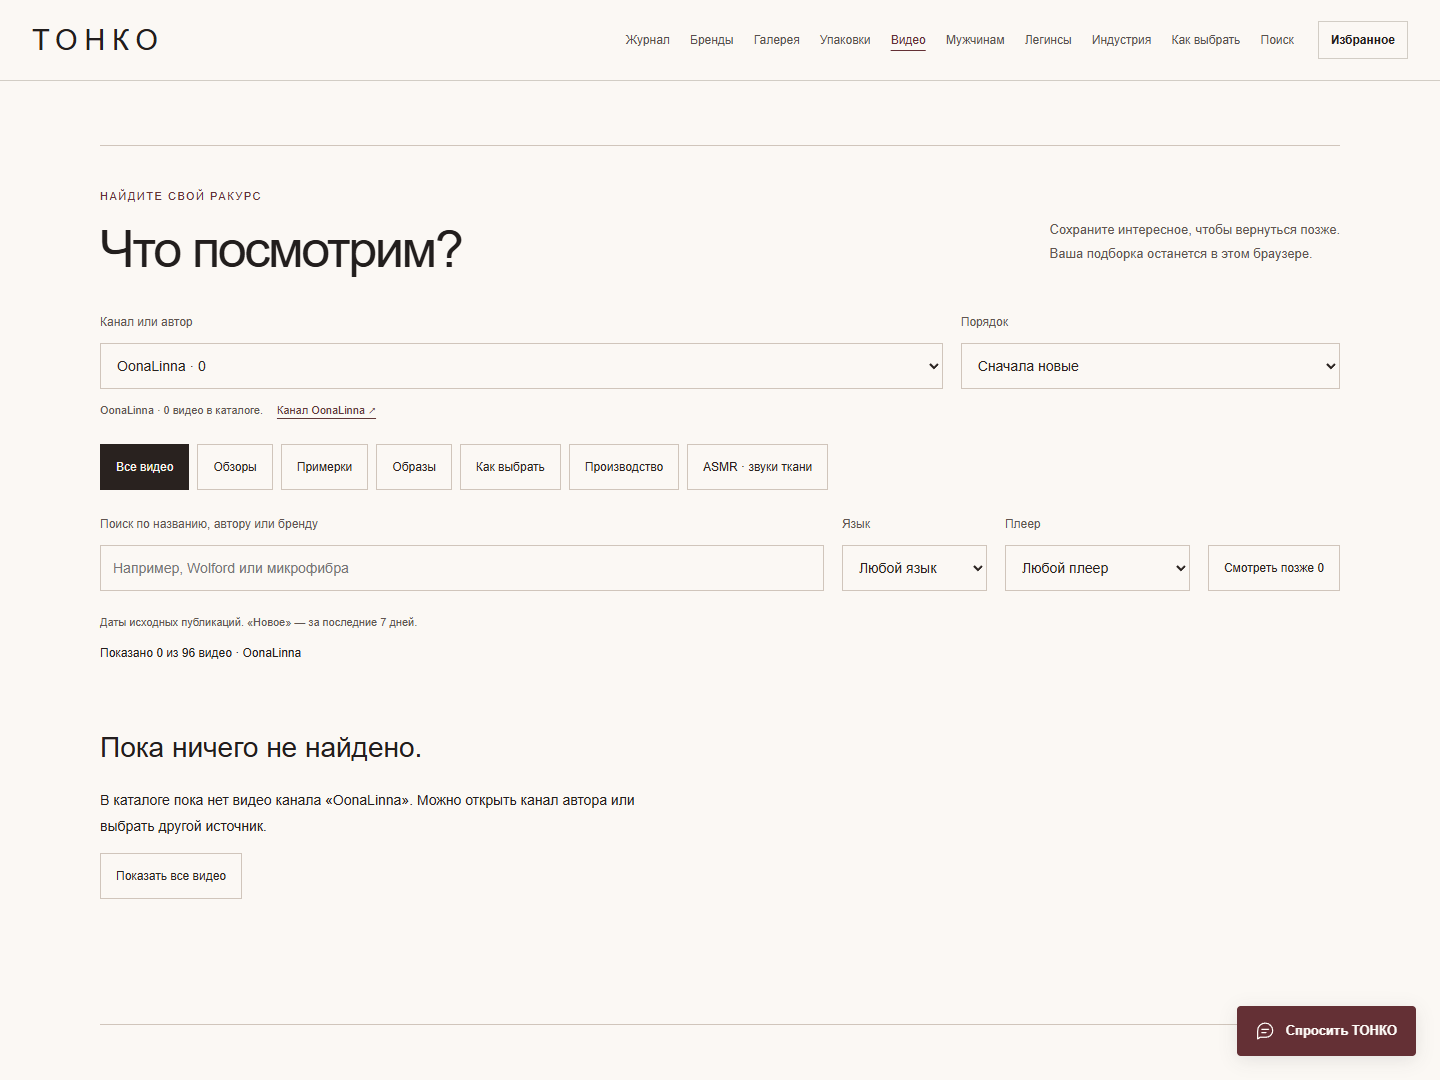 ТОНКО
Журнал Бренды Галерея Упаковки Видео Мужчинам Легинсы Индустрия Как выбрать Поиск Избранное
НАЙДИТЕ СВОЙ РАКУРС
Что посмотрим?
Сохраните интересное, чтобы вернуться позже.
Ваша подборка останется в этом браузере.
Канал или автор
Порядок
OonaLinna · 0
Сначала новые
OonaLinna · 0 видео в каталоге. Канал OonaLinna ↗
Все видео Обзоры Примерки Образы Как выбрать Производство ASMR · звуки ткани
Поиск по названию, автору или бренду
Язык
Плеер
Например, Wolford или микрофибра
Любой язык
Любой плеер
Смотреть позже 0
Даты исходных публикаций. «Новое» — за последние 7 дней.
Показано 0 из 96 видео · OonaLinna
Пока ничего не найдено.
В каталоге пока нет видео канала «OonaLinna». Можно открыть канал автора или
выбрать другой источник.
Показать все видео
Спросить ТОНКО